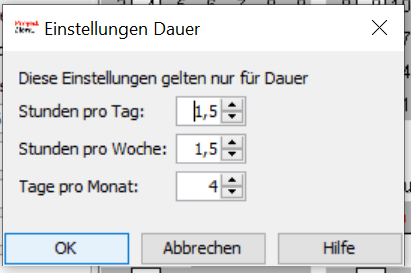 Einstellungen Dauer
Diese Einstellungen gelten nur für Dauer
Stunden pro Tag: 1,5
Stunden pro Woche: 1,5
Tage pro Monat: 4
OK Abbrechen Hilfe